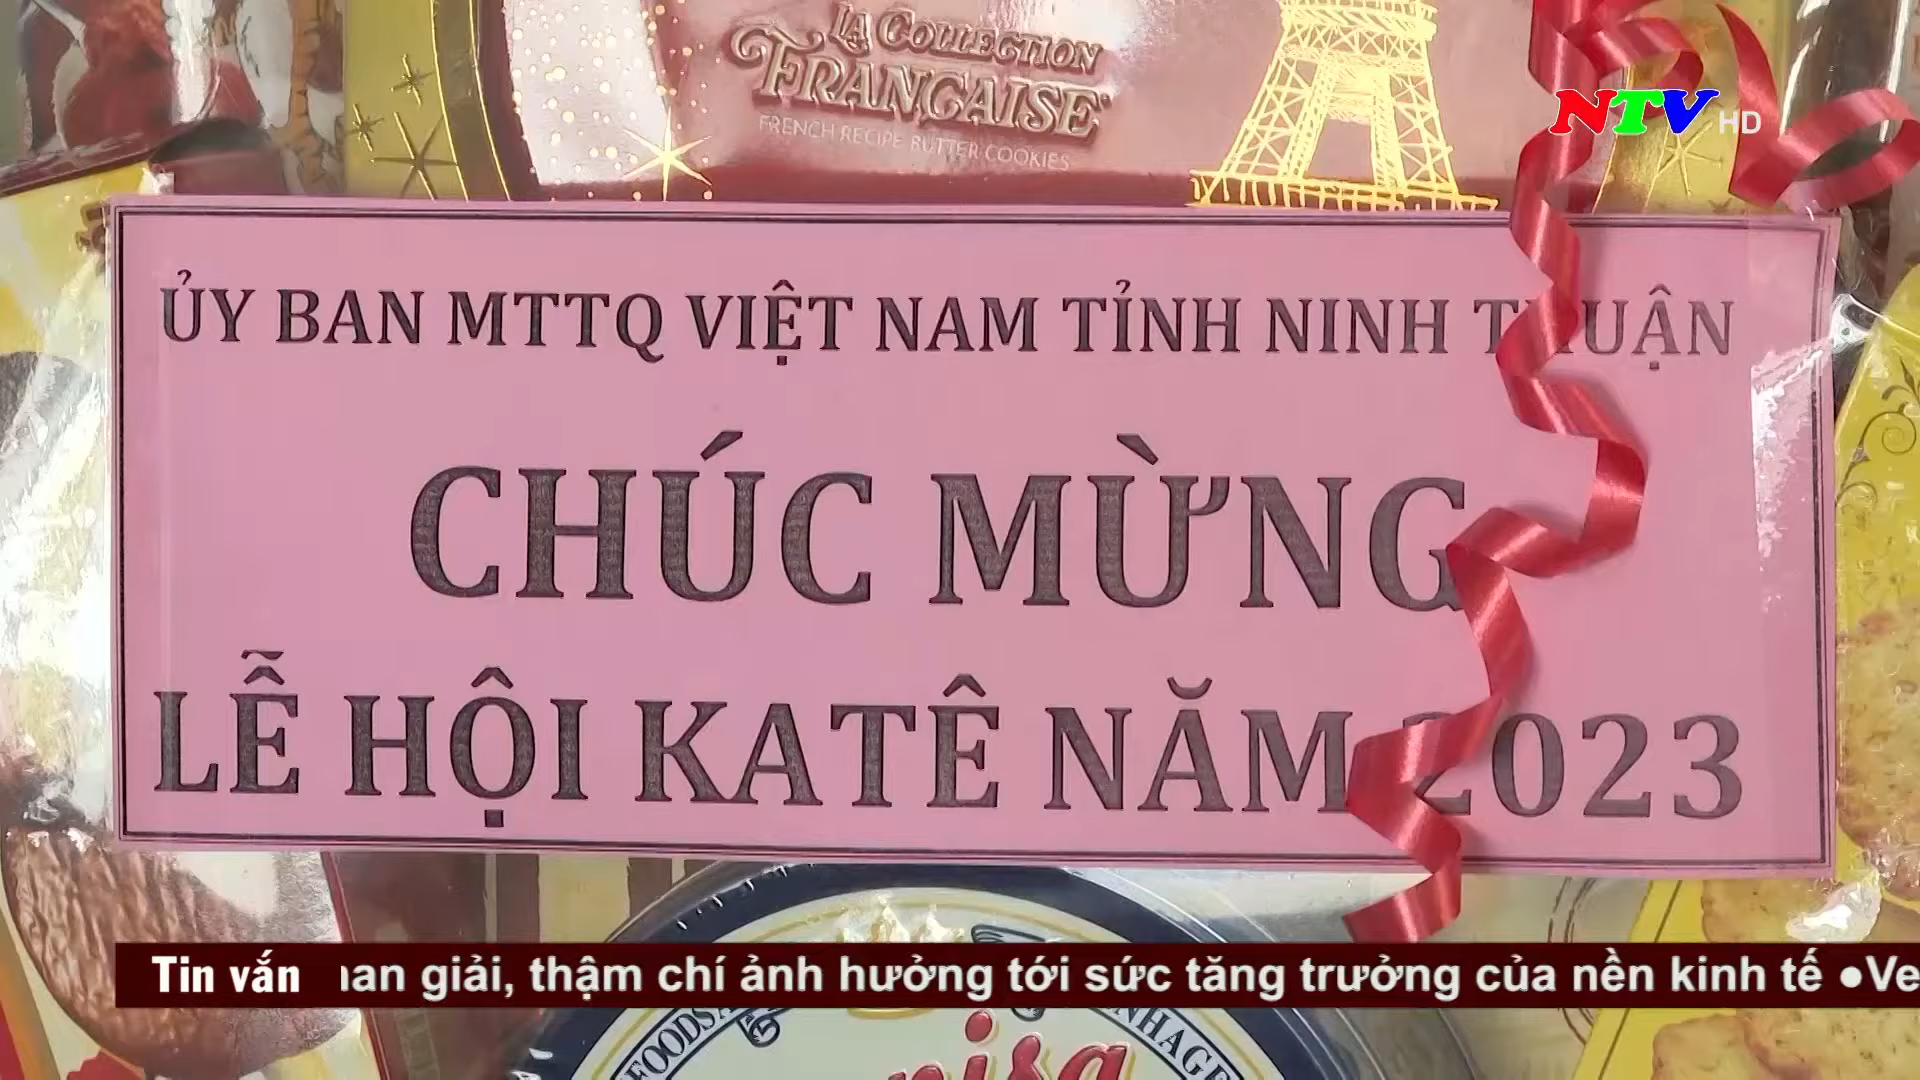 LA COLLECTION
FRANÇAISE
FRENCH RECIPE BUTTER COOKIES
NTV HD
ỦY BAN MTTQ VIỆT NAM TỈNH NINH THUẬN
CHÚC MỪNG
LỄ HỘI KATÊ NĂM 2023
Tin vắn giải, thậm chí ảnh hưởng tới sức tăng trưởng của nền kinh tế ●Ve